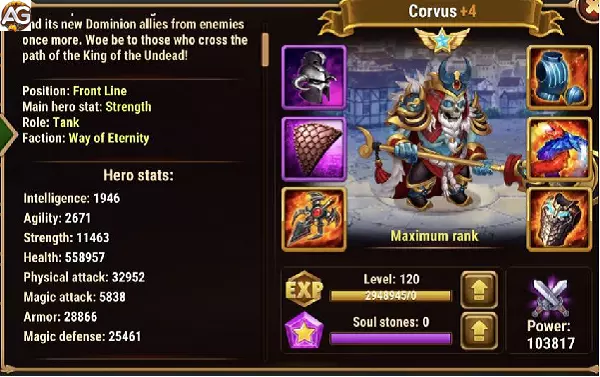 AG
and its new Dominion allies from enemies
once more. Woe be to those who cross the
path of the King of the Undead!
Position: Front Line
Main hero stat: Strength
Role: Tank
Faction: Way of Eternity
Hero stats:
Intelligence: 1946
Agility: 2671
Strength: 11463
Health: 558957
Physical attack: 32952
Magic attack: 5838
Armor: 28866
Magic defense: 25461
Corvus +4
Maximum rank
EXP
Level: 120
2948945/0
Soul stones: 0
Power:
103817